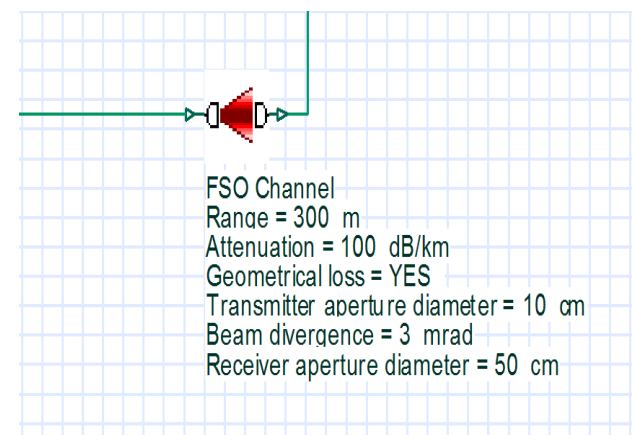 FSO Channel
Range = 300 m
Attenuation = 100 dB/km
Geometrical loss = YES
Transmitter aperture diameter = 10 cm
Beam divergence = 3 mrad
Receiver aperture diameter = 50 cm